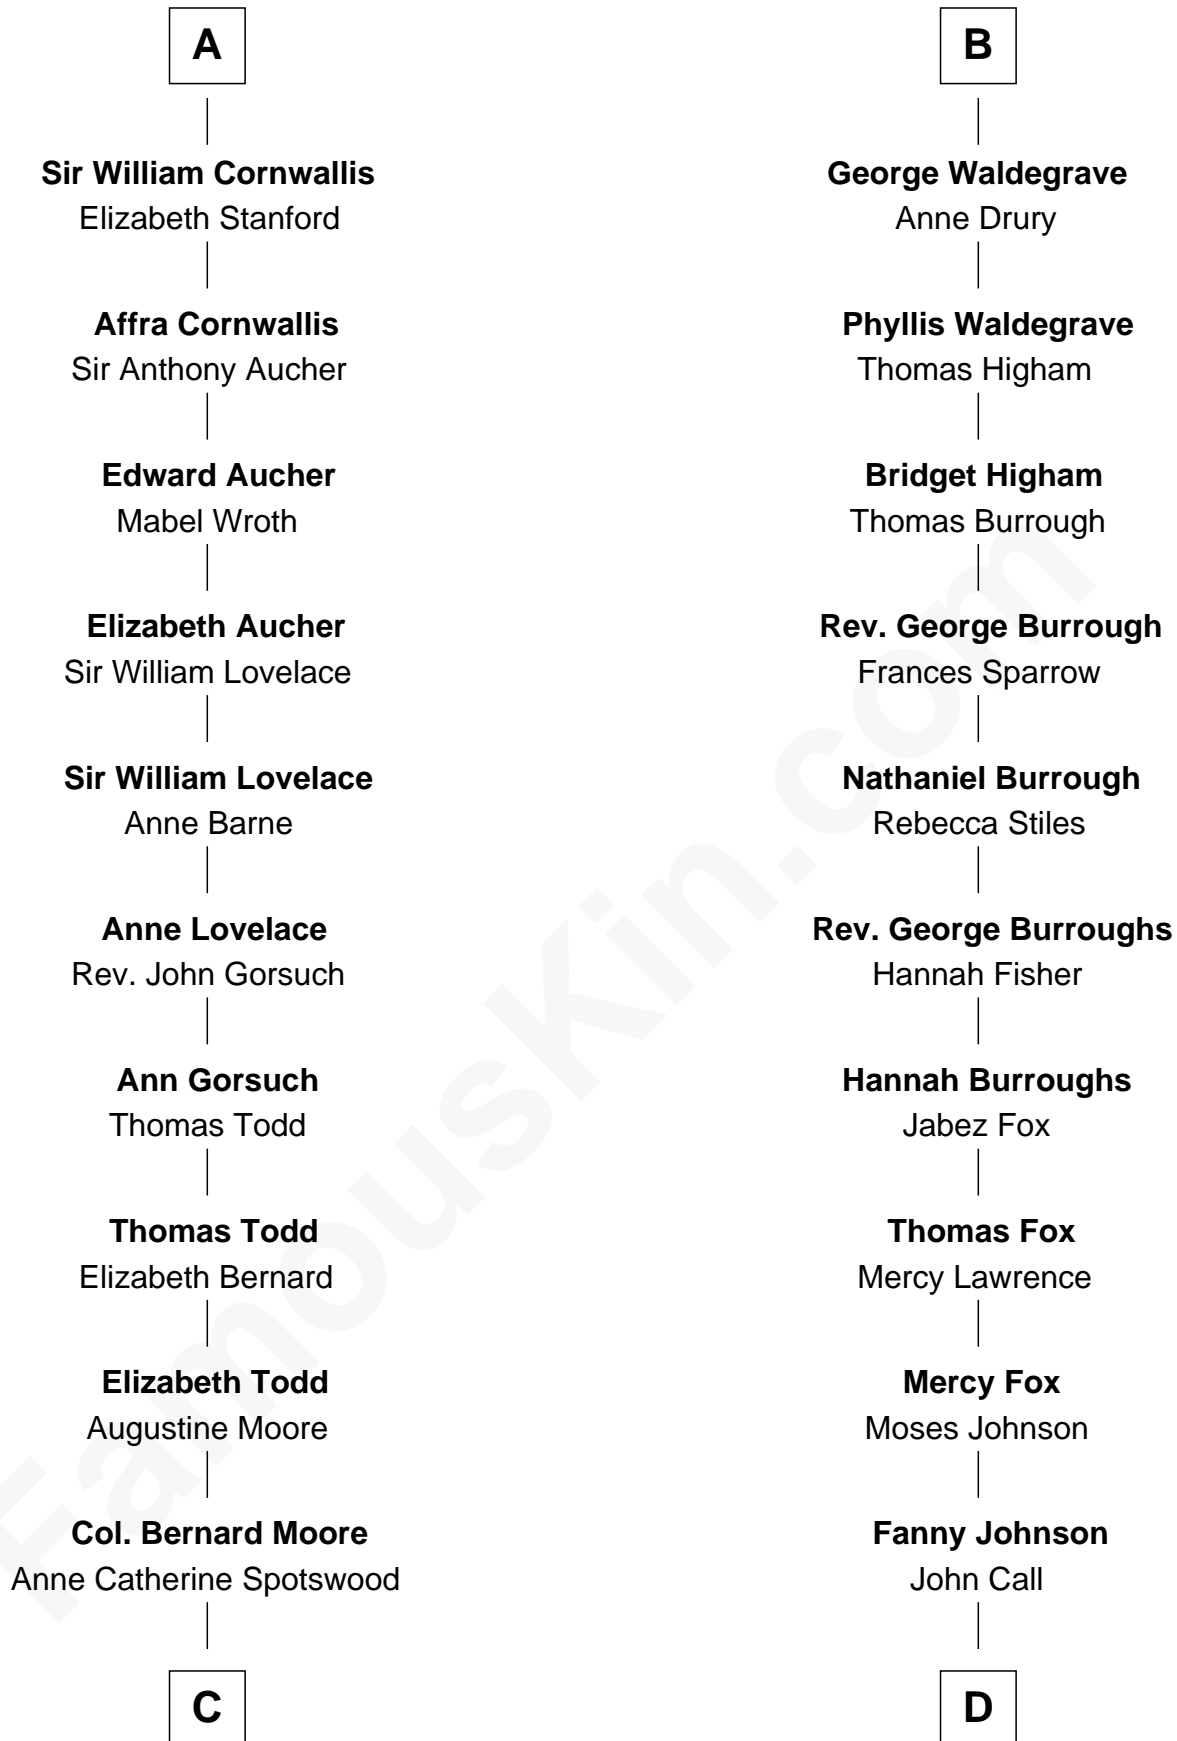 A
Sir William Cornwallis
Elizabeth Stanford
Affra Cornwallis
Sir Anthony Aucher
Edward Aucher
Mabel Wroth
Elizabeth Aucher
Sir William Lovelace
Sir William Lovelace
Anne Barne
Anne Lovelace
Rev. John Gorsuch
Ann Gorsuch
Thomas Todd
Thomas Todd
Elizabeth Bernard
Elizabeth Todd
Augustine Moore
Col. Bernard Moore
Anne Catherine Spotswood
C
B
George Waldegrave
Anne Drury
Phyllis Waldegrave
Thomas Higham
Bridget Higham
Thomas Burrough
Rev. George Burrough
Frances Sparrow
Nathaniel Burrough
Rebecca Stiles
Rev. George Burroughs
Hannah Fisher
Hannah Burroughs
Jabez Fox
Thomas Fox
Mercy Lawrence
Mercy Fox
Moses Johnson
Fanny Johnson
John Call
D
FamousKin.com